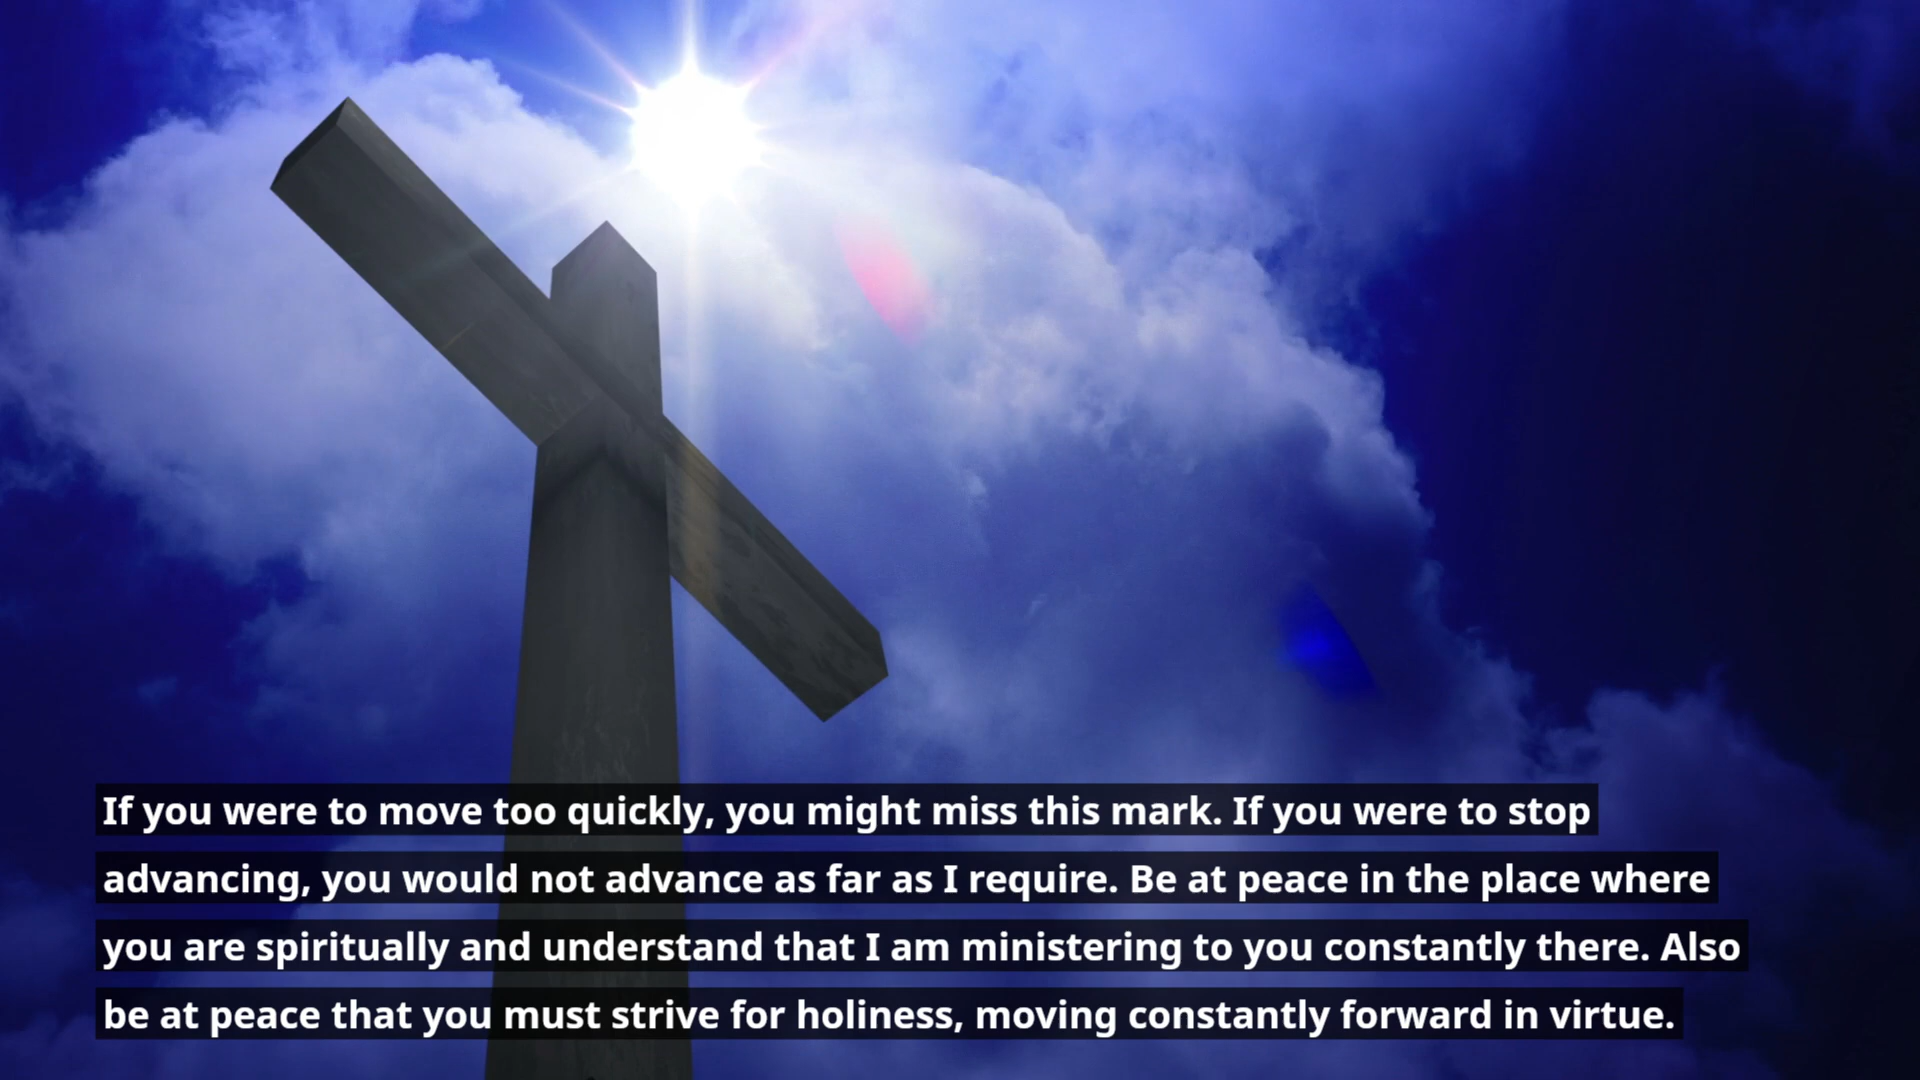 If you were to move too quickly, you might miss this mark. If you were to stop
advancing, you would not advance as far as I require. Be at peace in the place where
you are spiritually and understand that I am ministering to you constantly there. Also
be at peace that you must strive for holiness, moving constantly forward in virtue.